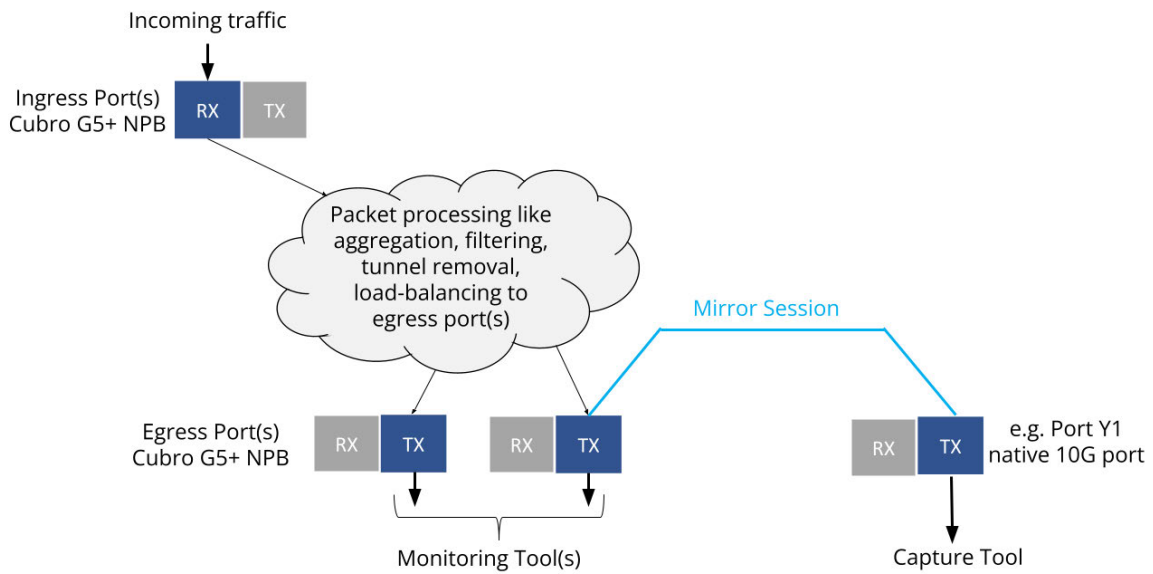 Incoming traffic
Ingress Port(s)
Cubro G5+ NPB
RX
TX
Packet processing like
aggregation, filtering,
tunnel removal,
load-balancing to
egress port(s)
Mirror Session
Egress Port(s)
Cubro G5+ NPB
RX
TX
RX
TX
RX
TX
e.g. Port Y1
native 10G port
Monitoring Tool(s)
Capture Tool